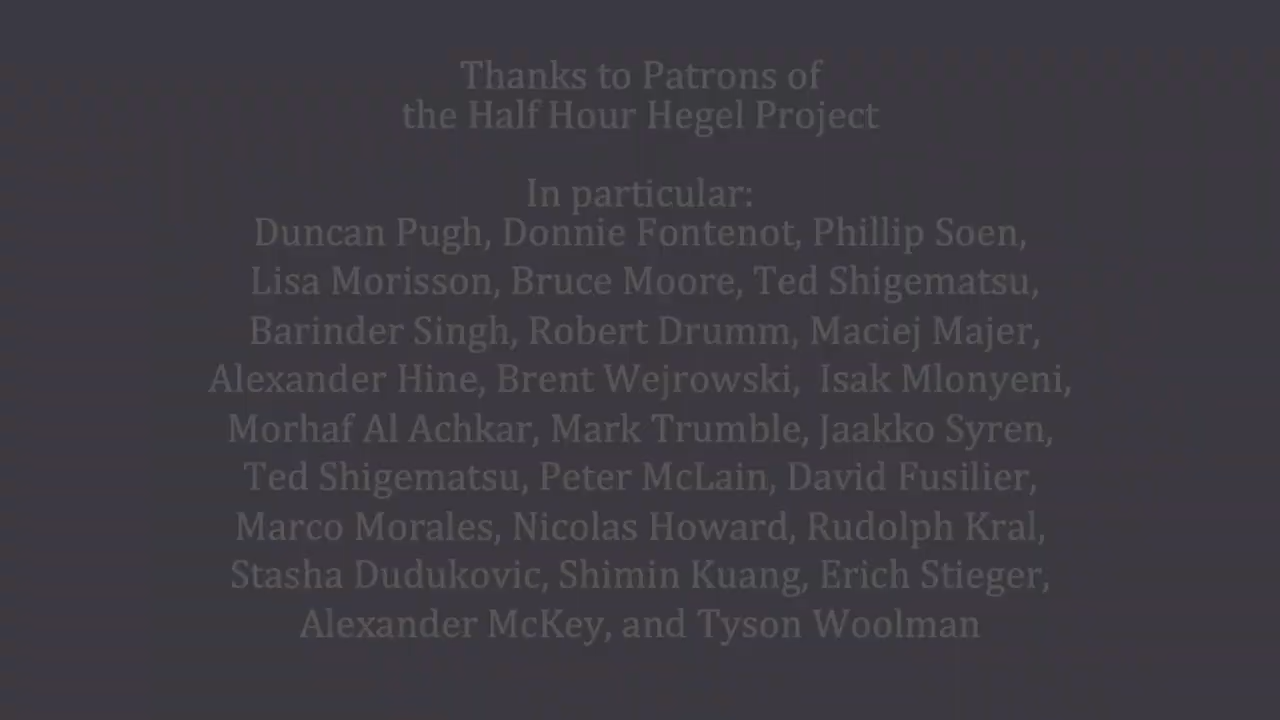 Thanks to Patrons of
the Half Hour Hegel Project
In particular:
Duncan Pugh, Donnie Fontenot, Phillip Soen,
Lisa Morisson, Bruce Moore, Ted Shigematsu,
Barinder Singh, Robert Drumm, Maciej Majer,
Alexander Hine, Brent Wejrowski,  Isak Mlonyeni,
Morhaf Al Achkar, Mark Trumble, Jaakko Syren,
Ted Shigematsu, Peter McLain, David Fusilier,
Marco Morales, Nicolas Howard, Rudolph Kral,
Stasha Dudukovic, Shimin Kuang, Erich Stieger,
Alexander McKey, and Tyson Woolman